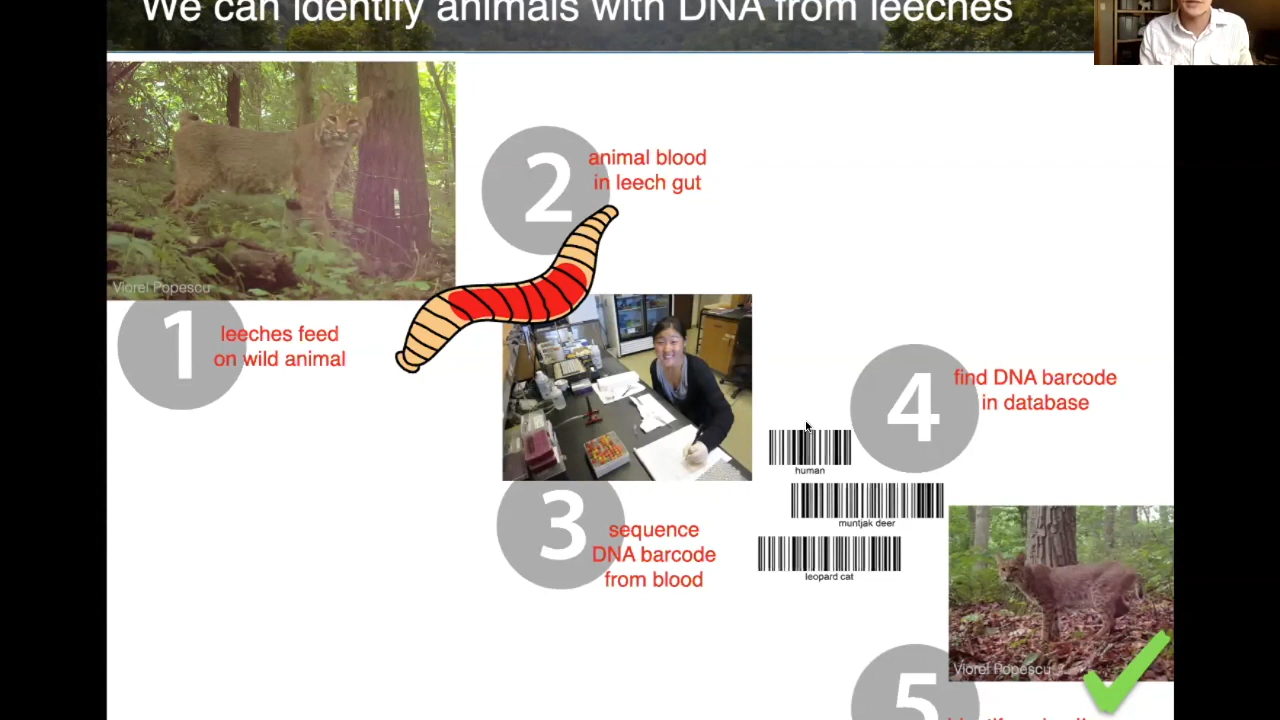 We can identify animals with DNA from leeches
Viorel Popescu
1
leeches feed
on wild animal
2
animal blood
in leech gut
3
sequence
DNA barcode
from blood
4
find DNA barcode
in database
human
muntjak deer
leopard cat
Viorel Popescu
5